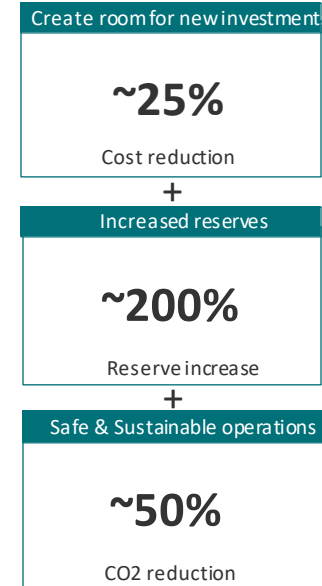 Create room for new investment
~25%
Cost reduction
+
Increased reserves
~200%
Reserve increase
+
Safe & Sustainable operations
~50%
CO2 reduction